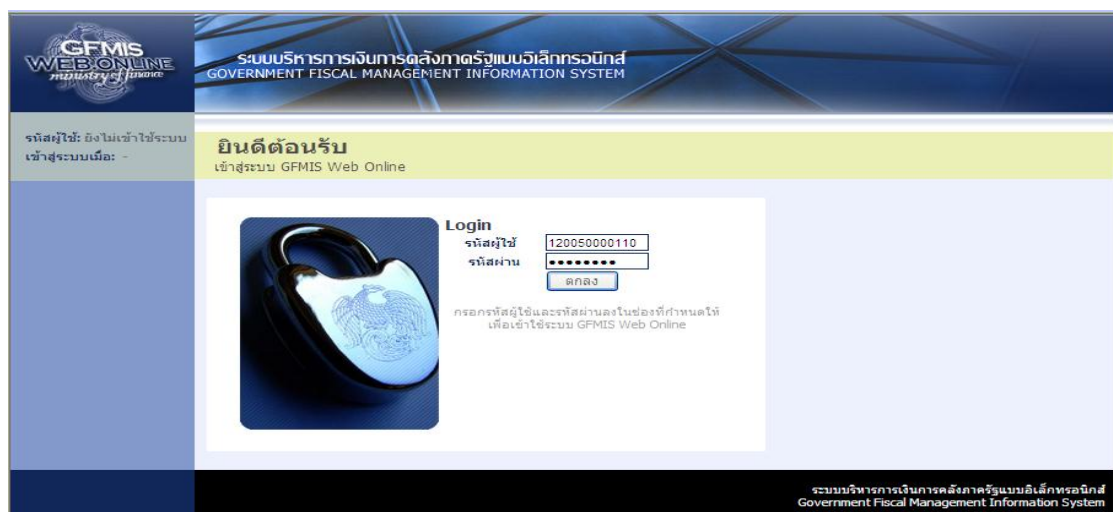 GFMIS
WEB ONLINE
ministry of finance
ระบบบริหารการเงินการคลังภาครัฐแบบอิเล็กทรอนิกส์
GOVERNMENT FISCAL MANAGEMENT INFORMATION SYSTEM
รหัสผู้ใช้: ยังไม่เข้าใช้ระบบ
เข้าสู่ระบบเมื่อ: -
ยินดีต้อนรับ
เข้าสู่ระบบ GFMIS Web Online
Login
รหัสผู้ใช้ 120050000110
รหัสผ่าน ••••••••
ตกลง
กรอกรหัสผู้ใช้และรหัสผ่านลงในช่องที่กำหนดให้
เพื่อเข้าใช้ระบบ GFMIS Web Online
ระบบบริหารการเงินการคลังภาครัฐแบบอิเล็กทรอนิกส์
Government Fiscal Management Information System